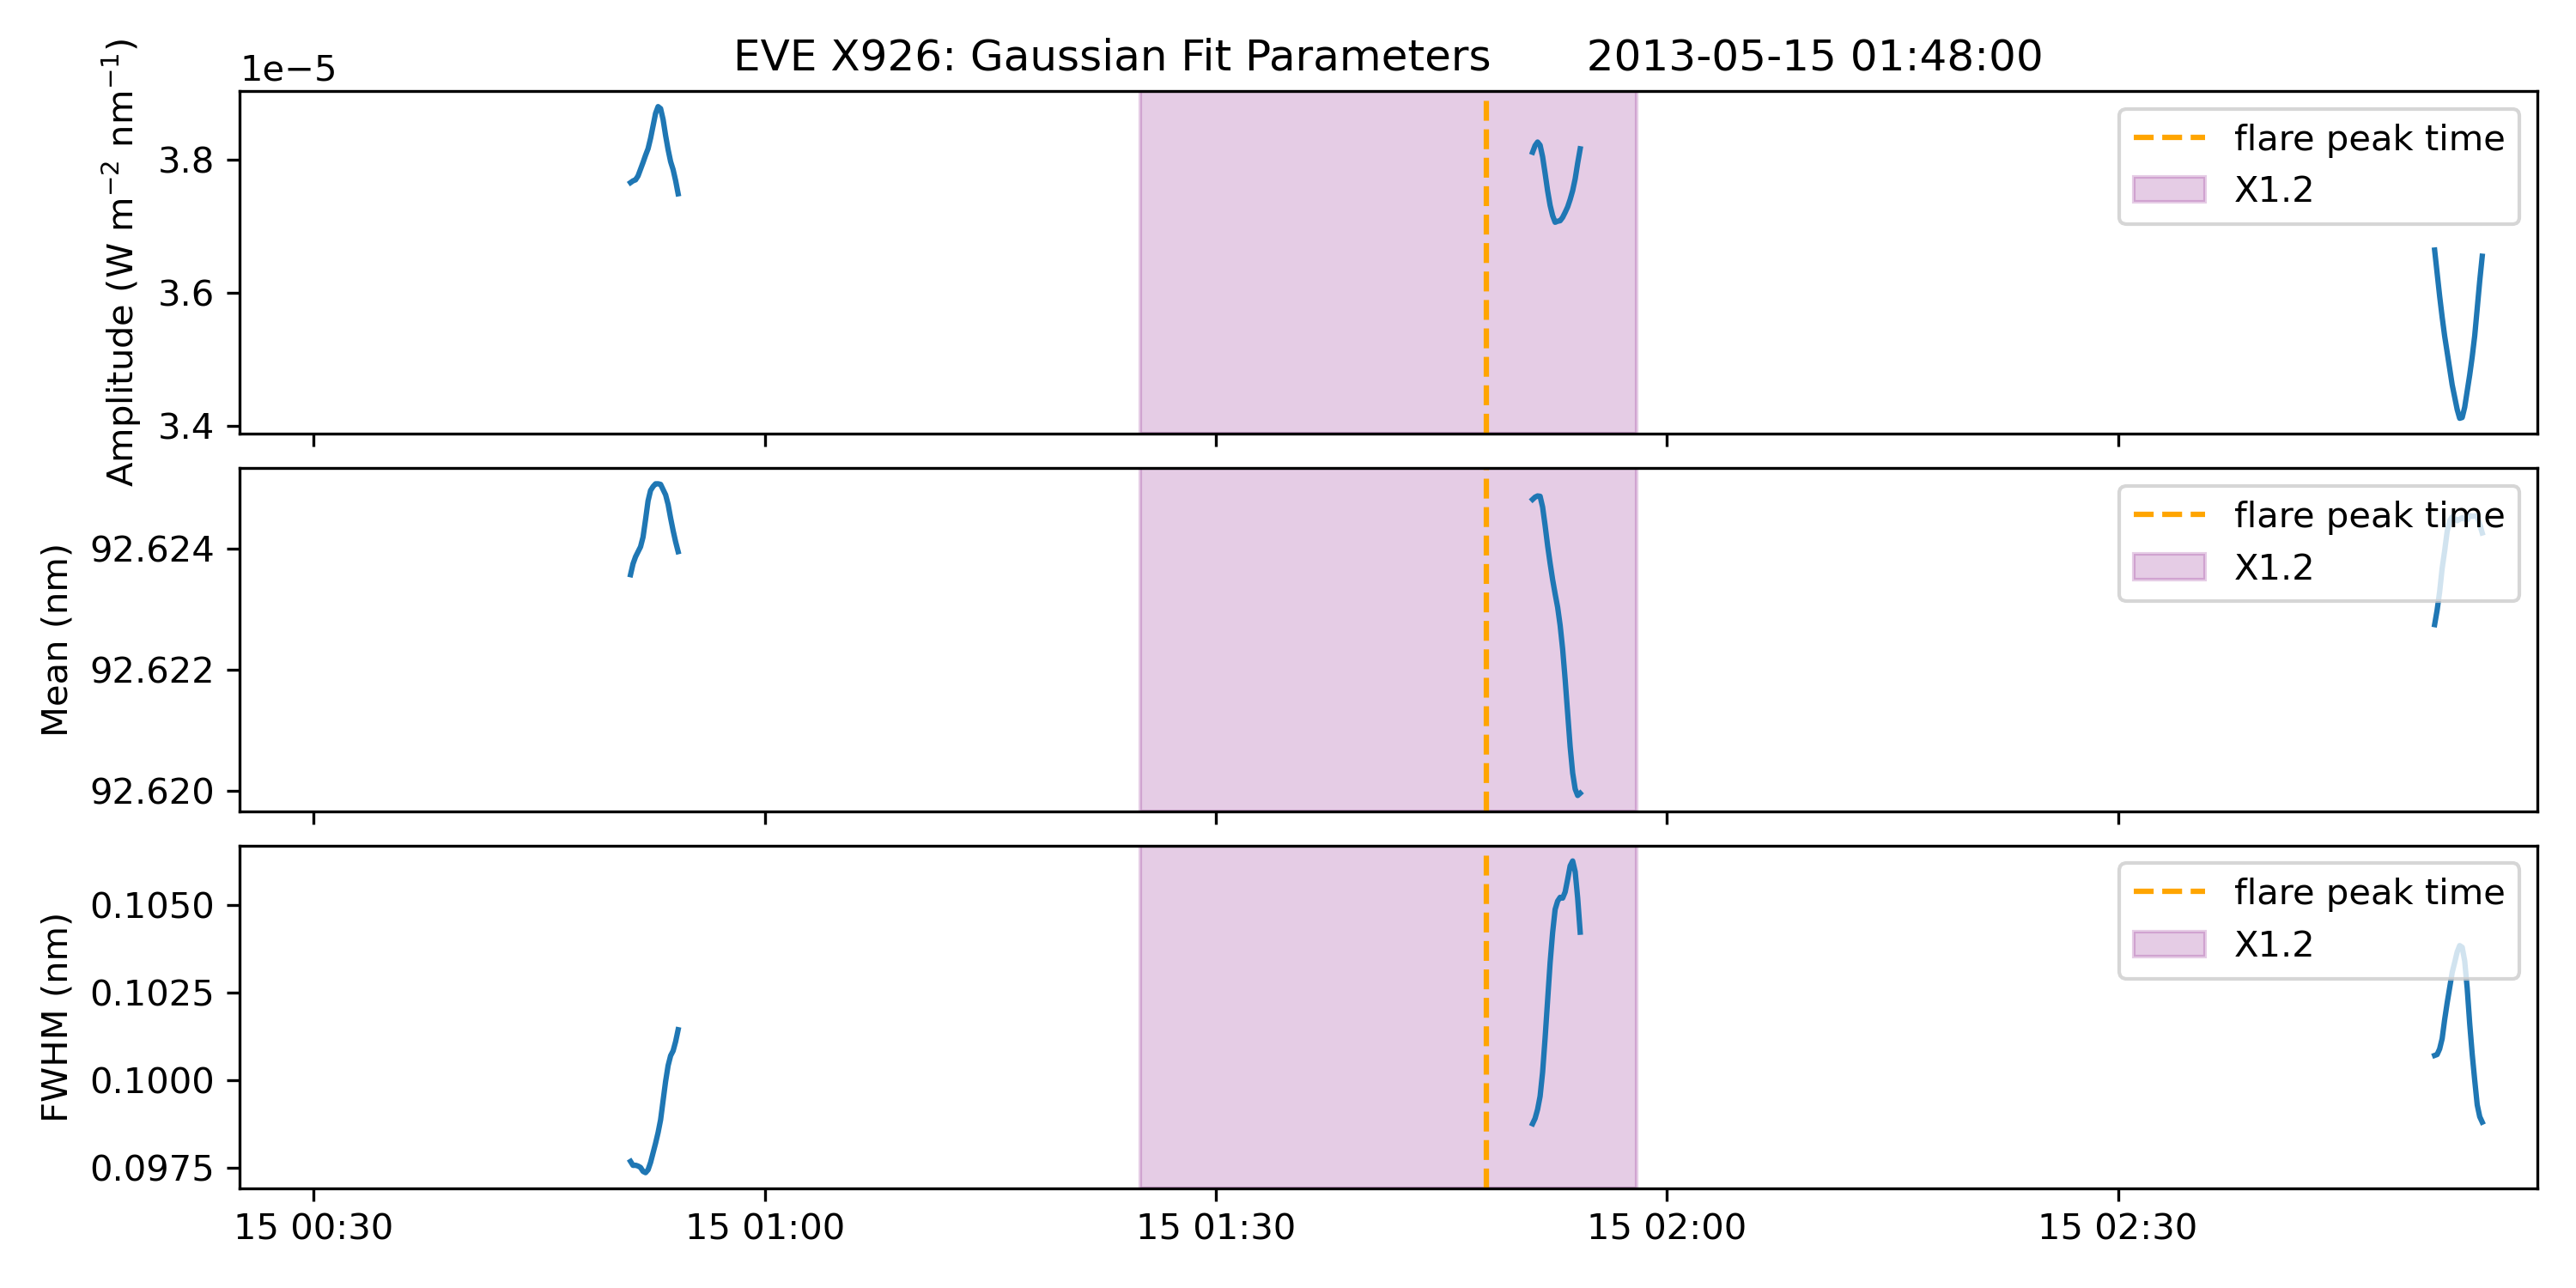 EVE X926: Gaussian Fit Parameters 2013-05-15 01:48:00
1e−5
Amplitude (W m⁻² nm⁻¹)
3.8
3.6
3.4
flare peak time
X1.2
Mean (nm)
92.624
92.622
92.620
flare peak time
X1.2
FWHM (nm)
0.1050
0.1025
0.1000
0.0975
flare peak time
X1.2
15 00:30 15 01:00 15 01:30 15 02:00 15 02:30